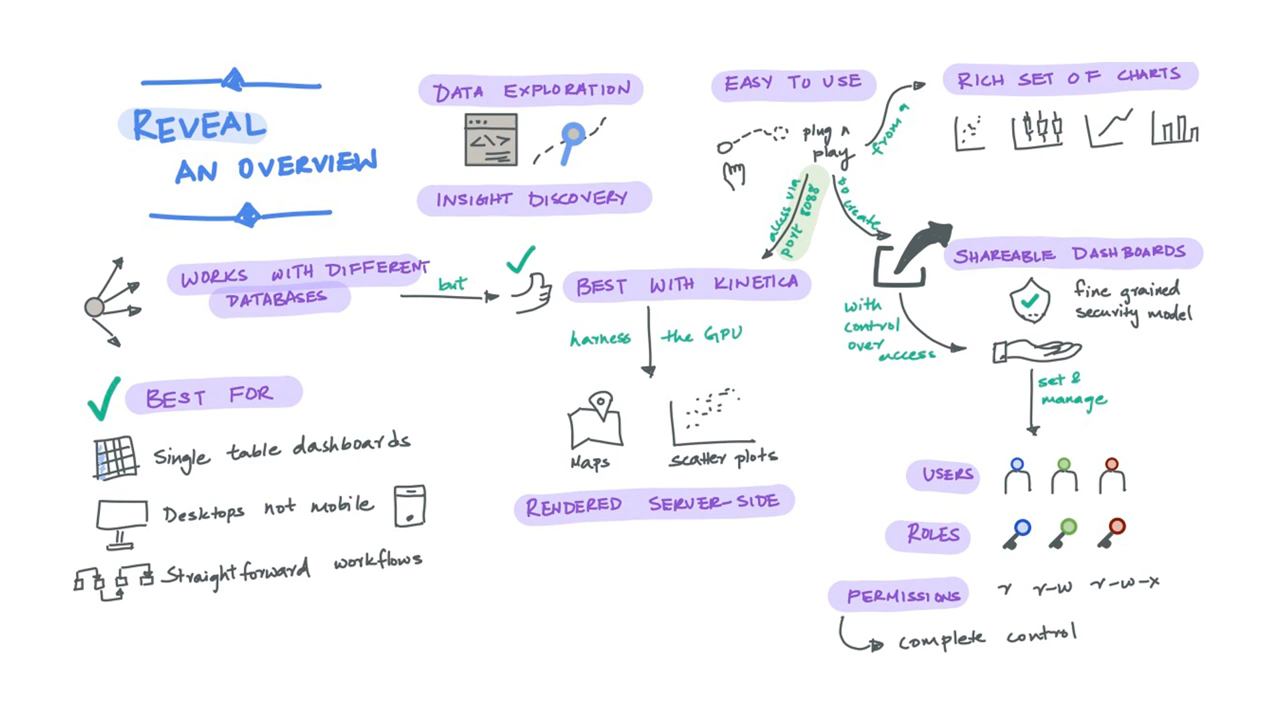 REVEAL
AN OVERVIEW
DATA EXPLORATION
INSIGHT DISCOVERY
EASY TO USE
plug n
play
from a
RICH SET OF CHARTS
access via
port 8088
to create
SHAREABLE DASHBOARDS
fine grained
security model
with
control
over
access
set &
manage
USERS
ROLES
PERMISSIONS
r r-w r-w-x
complete control
WORKS WITH DIFFERENT
DATABASES
but
BEST WITH KINETICA
harness the GPU
Maps
scatter plots
RENDERED SERVER-SIDE
BEST FOR
Single table dashboards
Desktops not mobile
Straightforward workflows